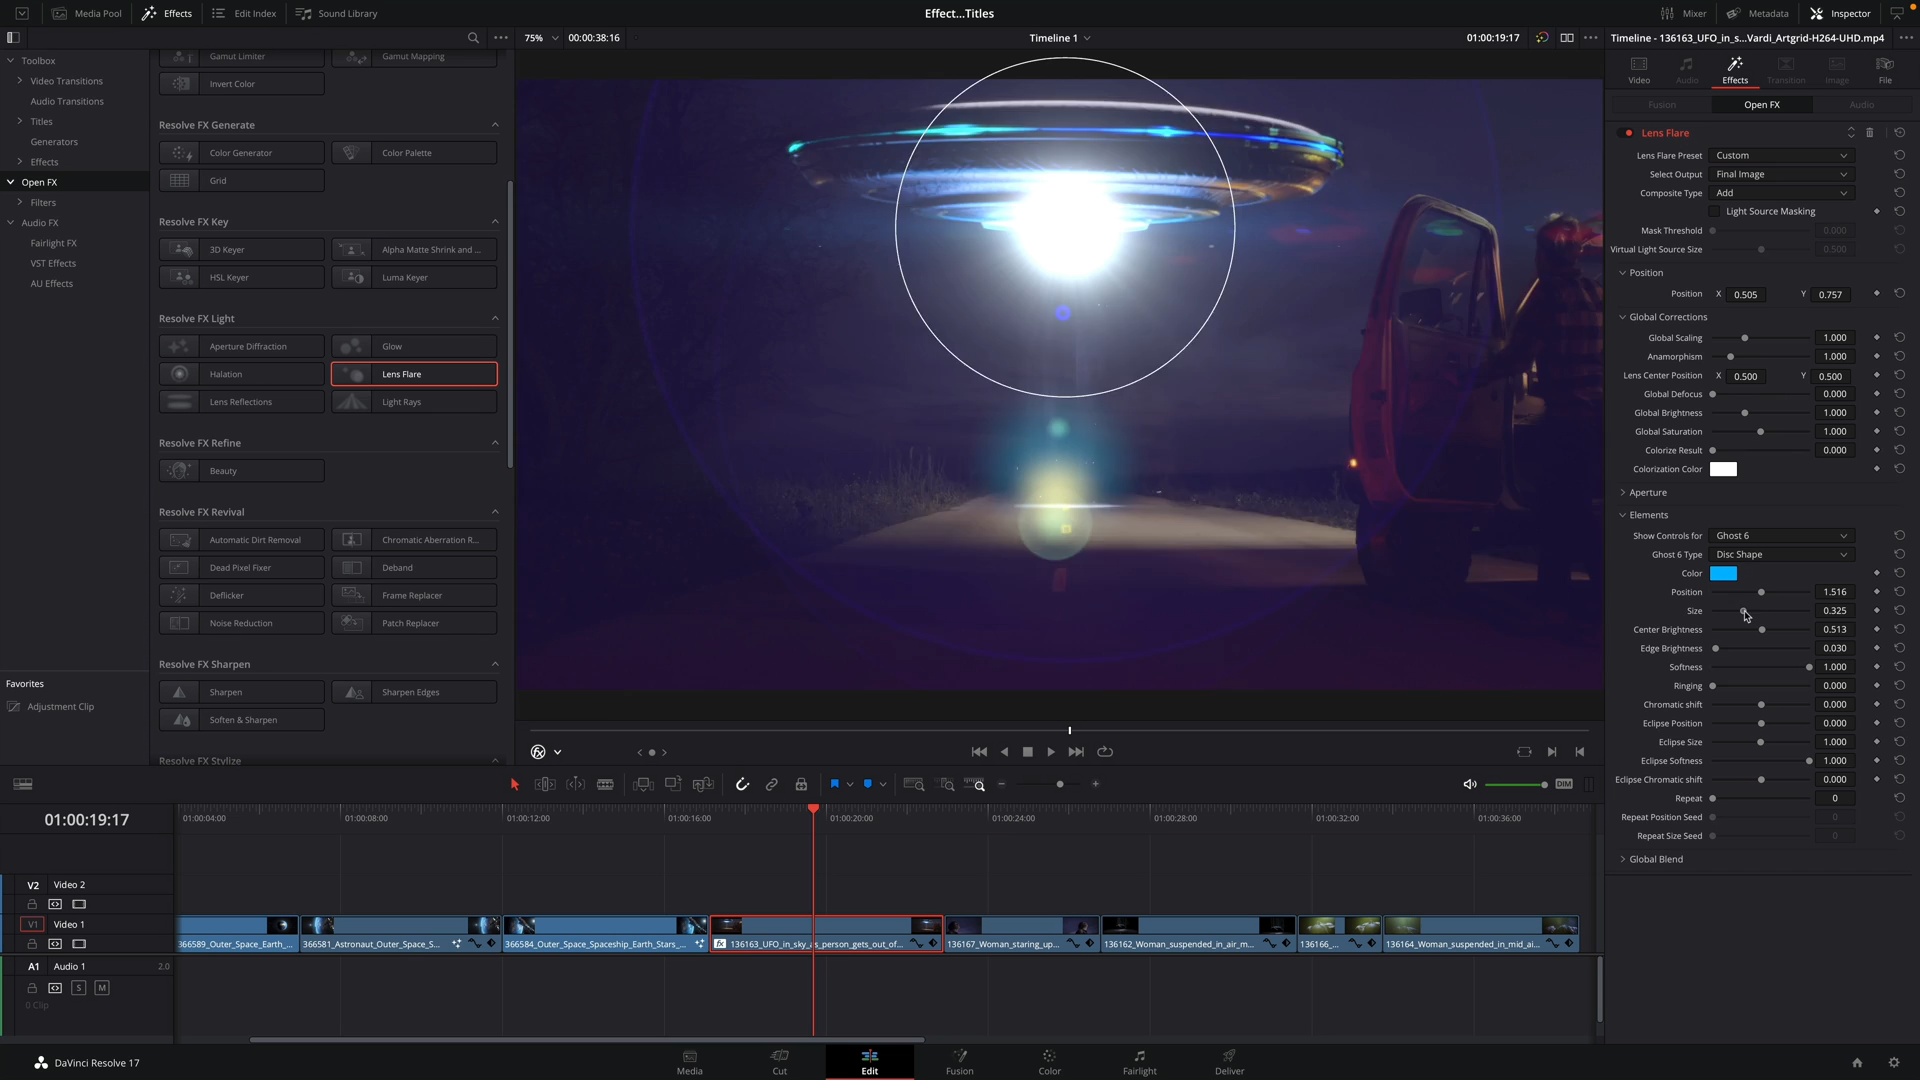 Media Pool
Effects
Edit Index
Sound Library
Effect...Titles
Mixer
Metadata
Inspector
75%
00:00:38:16
Timeline 1
01:00:19:17
Timeline - 136163_UFO_in_s...Vardi_Artgrid-H264-UHD.mp4
Toolbox
Video Transitions
Audio Transitions
Titles
Generators
Effects
Open FX
Filters
Audio FX
Fairlight FX
VST Effects
AU Effects
Favorites
Adjustment Clip
Gamut Limiter
Gamut Mapping
Invert Color
Resolve FX Generate
Color Generator
Color Palette
Grid
Resolve FX Key
3D Keyer
Alpha Matte Shrink and ...
HSL Keyer
Luma Keyer
Resolve FX Light
Aperture Diffraction
Glow
Halation
Lens Flare
Lens Reflections
Light Rays
Resolve FX Refine
Beauty
Resolve FX Revival
Automatic Dirt Removal
Chromatic Aberration R...
Dead Pixel Fixer
Deband
Deflicker
Frame Replacer
Noise Reduction
Patch Replacer
Resolve FX Sharpen
Sharpen
Sharpen Edges
Soften & Sharpen
Resolve FX Stylize
Video
Audio
Effects
Transition
Image
File
Fusion
Open FX
Audio
Lens Flare
Lens Flare Preset Custom
Select Output Final Image
Composite Type Add
Light Source Masking
Mask Threshold 0.000
Virtual Light Source Size 0.500
Position
Position X 0.505 Y 0.757
Global Corrections
Global Scaling 1.000
Anamorphism 1.000
Lens Center Position X 0.500 Y 0.500
Global Defocus 0.000
Global Brightness 1.000
Global Saturation 1.000
Colorize Result 0.000
Colorization Color
Aperture
Elements
Show Controls for Ghost 6
Ghost 6 Type Disc Shape
Color
Position 1.516
Size 0.325
Center Brightness 0.513
Edge Brightness 0.030
Softness 1.000
Ringing 0.000
Chromatic shift 0.000
Eclipse Position 0.000
Eclipse Size 1.000
Eclipse Softness 1.000
Eclipse Chromatic shift 0.000
Repeat 0
Repeat Position Seed 0
Repeat Size Seed 0
Global Blend
DIM
01:00:19:17
01:00:04:00
01:00:08:00
01:00:12:00
01:00:16:00
01:00:20:00
01:00:24:00
01:00:28:00
01:00:32:00
01:00:36:00
V2 Video 2
V1 Video 1
366589_Outer_Space_Earth_...
366581_Astronaut_Outer_Space_S...
366584_Outer_Space_Spaceship_Earth_Stars_...
fx 136163_UFO_in_sky_as_person_gets_out_of...
136167_Woman_staring_up...
136162_Woman_suspended_in_air_m...
136166_...
136164_Woman_suspended_in_mid_ai...
A1 Audio 1 2.0
S M
0 Clip
DaVinci Resolve 17
Media
Cut
Edit
Fusion
Color
Fairlight
Deliver